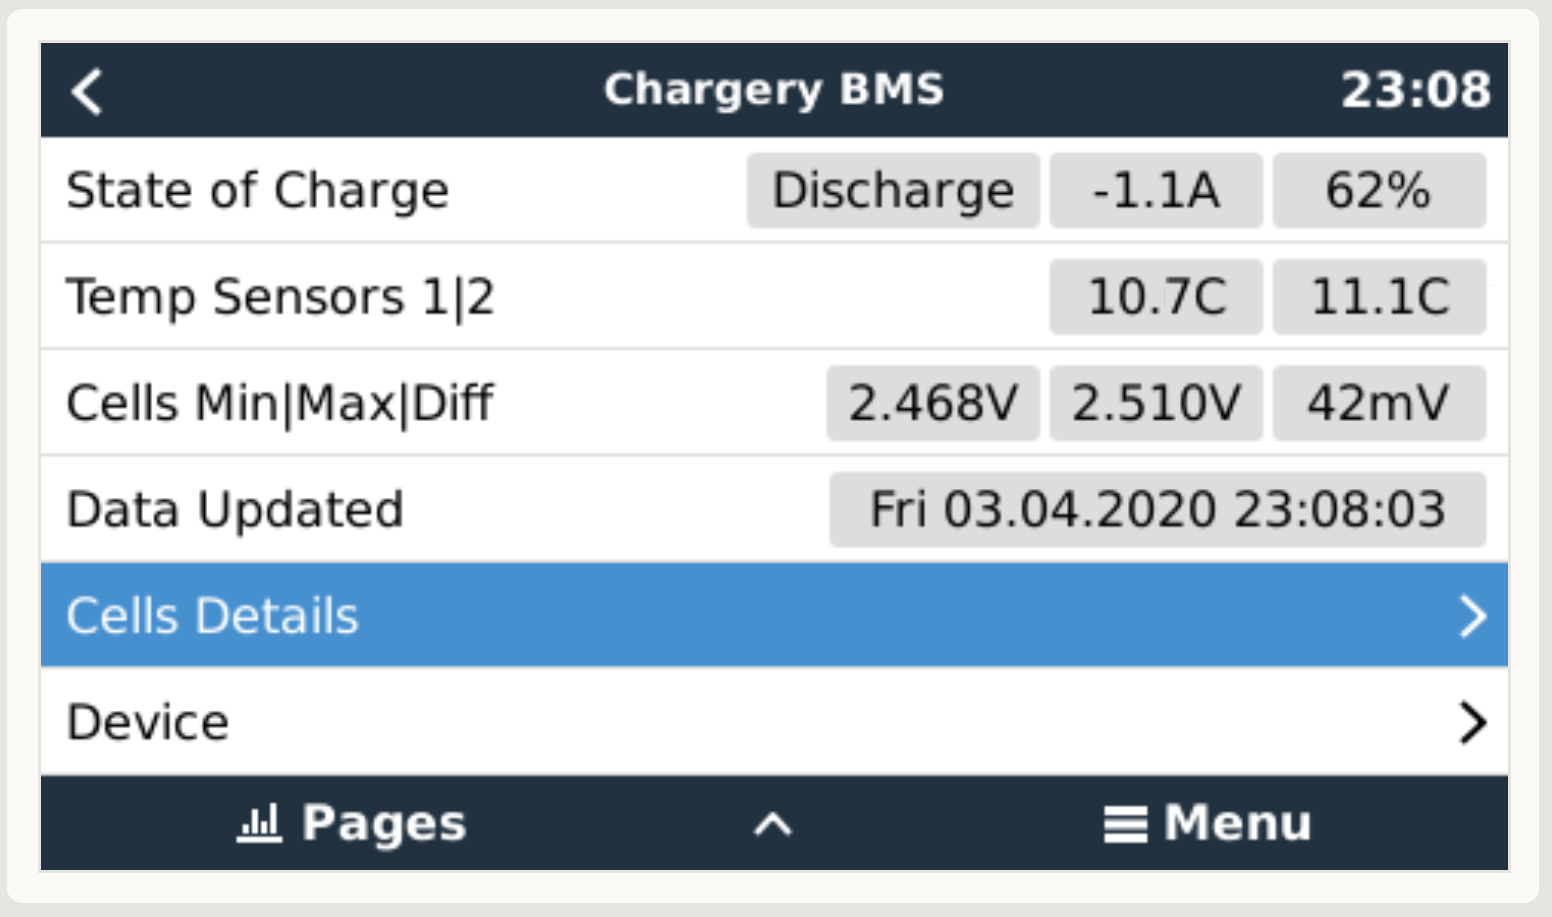 Chargery BMS 23:08
State of Charge Discharge -1.1A 62%
Temp Sensors 1|2 10.7C 11.1C
Cells Min|Max|Diff 2.468V 2.510V 42mV
Data Updated Fri 03.04.2020 23:08:03
Cells Details
Device
Pages Menu